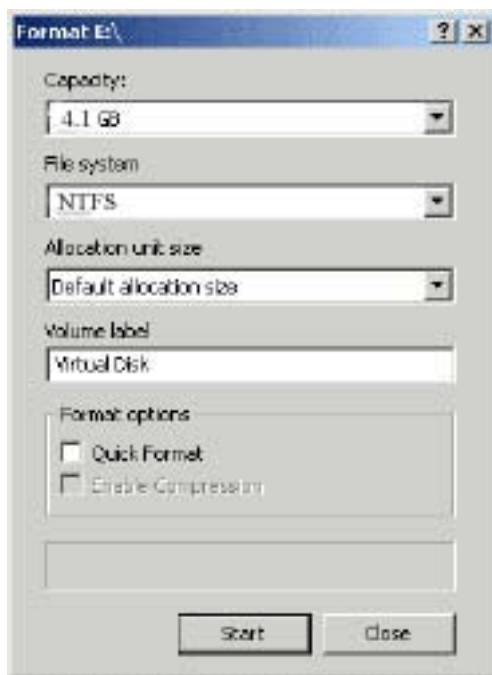 Format E:\
Capacity:
4.1 GB
File system
NTFS
Allocation unit size
Default allocation size
Volume label
Virtual Disk
Format options
Quick Format
Enable Compression
Start
Close